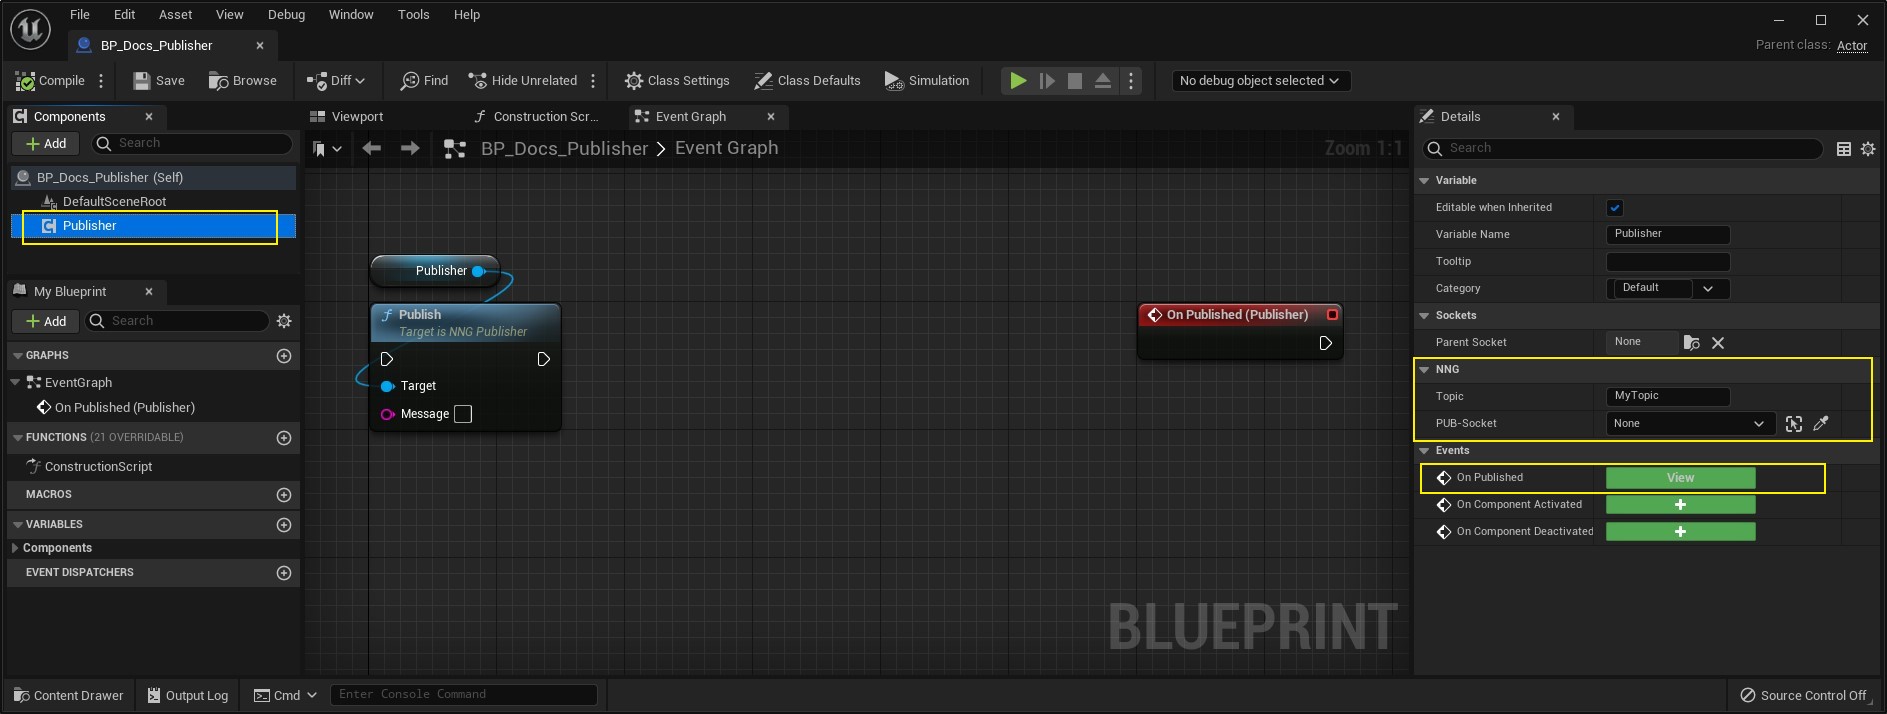 File Edit Asset View Debug Window Tools Help
BP_Docs_Publisher
Parent class: Actor
Compile Save Browse Diff Find Hide Unrelated Class Settings Class Defaults Simulation No debug object selected
Components
Add Search
BP_Docs_Publisher (Self)
DefaultSceneRoot
Publisher
My Blueprint
Add Search
GRAPHS
EventGraph
On Published (Publisher)
FUNCTIONS (21 OVERRIDABLE)
ConstructionScript
MACROS
VARIABLES
Components
EVENT DISPATCHERS
Viewport Construction Scr... Event Graph
BP_Docs_Publisher > Event Graph Zoom 1:1
Publisher
Publish
Target is NNG Publisher
Target
Message
On Published (Publisher)
BLUEPRINT
Details
Search
Variable
Editable when Inherited
Variable Name Publisher
Tooltip
Category Default
Sockets
Parent Socket None
NNG
Topic MyTopic
PUB-Socket None
Events
On Published View
On Component Activated
On Component Deactivated
Content Drawer Output Log Cmd Enter Console Command Source Control Off